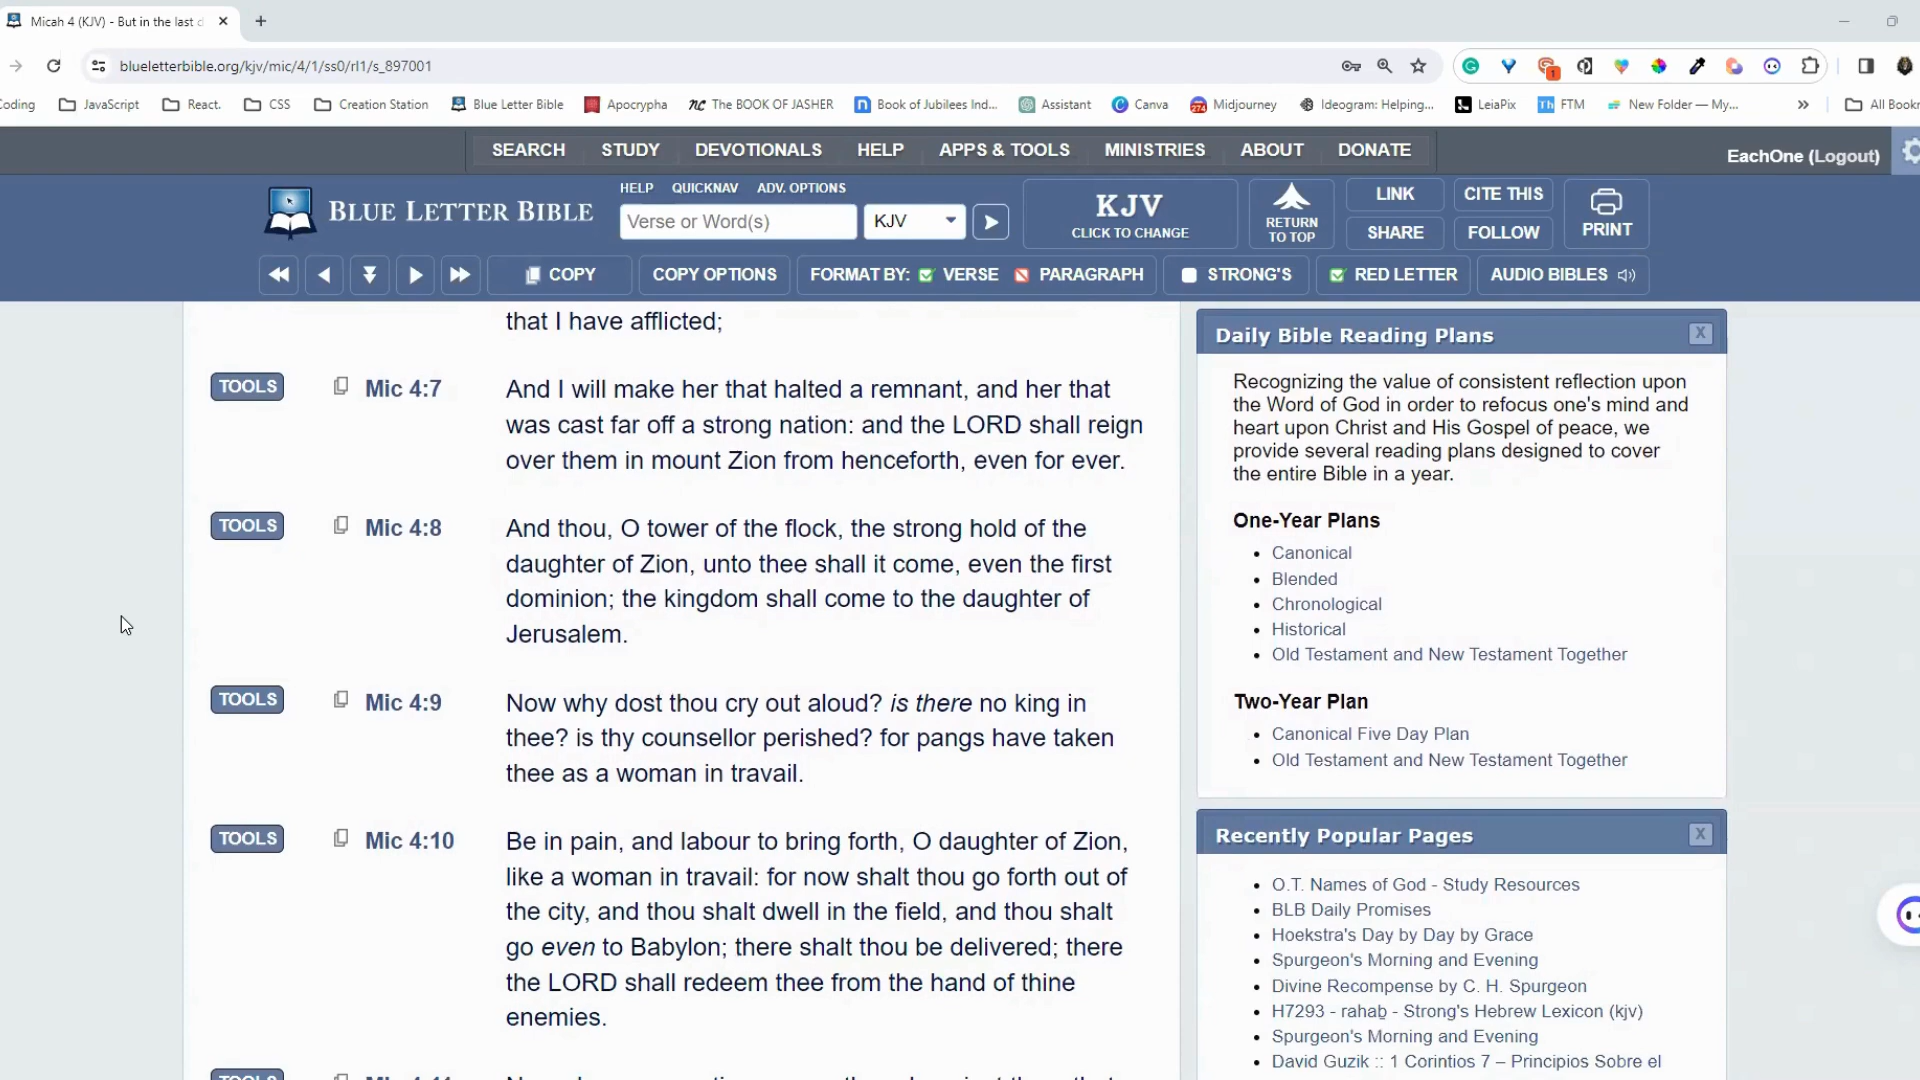 Micah 4 (KJV) - But in the last d
blueletterbible.org/kjv/mic/4/1/ss0/rl1/s_897001
oding JavaScript React. CSS Creation Station Blue Letter Bible Apocrypha The BOOK OF JASHER Book of Jubilees Ind... Assistant Canva Midjourney Ideogram: Helping... LeiaPix FTM New Folder — My... » All Bookr
SEARCH STUDY DEVOTIONALS HELP APPS & TOOLS MINISTRIES ABOUT DONATE EachOne (Logout)
HELP QUICKNAV ADV. OPTIONS
BLUE LETTER BIBLE Verse or Word(s) KJV
KJV
CLICK TO CHANGE
RETURN
TO TOP
LINK CITE THIS
SHARE FOLLOW
PRINT
COPY COPY OPTIONS FORMAT BY: VERSE PARAGRAPH STRONG'S RED LETTER AUDIO BIBLES
that I have afflicted;
TOOLS Mic 4:7 And I will make her that halted a remnant, and her that
was cast far off a strong nation: and the LORD shall reign
over them in mount Zion from henceforth, even for ever.
TOOLS Mic 4:8 And thou, O tower of the flock, the strong hold of the
daughter of Zion, unto thee shall it come, even the first
dominion; the kingdom shall come to the daughter of
Jerusalem.
TOOLS Mic 4:9 Now why dost thou cry out aloud? is there no king in
thee? is thy counsellor perished? for pangs have taken
thee as a woman in travail.
TOOLS Mic 4:10 Be in pain, and labour to bring forth, O daughter of Zion,
like a woman in travail: for now shalt thou go forth out of
the city, and thou shalt dwell in the field, and thou shalt
go even to Babylon; there shalt thou be delivered; there
the LORD shall redeem thee from the hand of thine
enemies.
Daily Bible Reading Plans X
Recognizing the value of consistent reflection upon
the Word of God in order to refocus one's mind and
heart upon Christ and His Gospel of peace, we
provide several reading plans designed to cover
the entire Bible in a year.
One-Year Plans
Canonical
Blended
Chronological
Historical
Old Testament and New Testament Together
Two-Year Plan
Canonical Five Day Plan
Old Testament and New Testament Together
Recently Popular Pages X
O.T. Names of God - Study Resources
BLB Daily Promises
Hoekstra's Day by Day by Grace
Spurgeon's Morning and Evening
Divine Recompense by C. H. Spurgeon
H7293 - rahaḇ - Strong's Hebrew Lexicon (kjv)
Spurgeon's Morning and Evening
David Guzik :: 1 Corintios 7 – Principios Sobre el